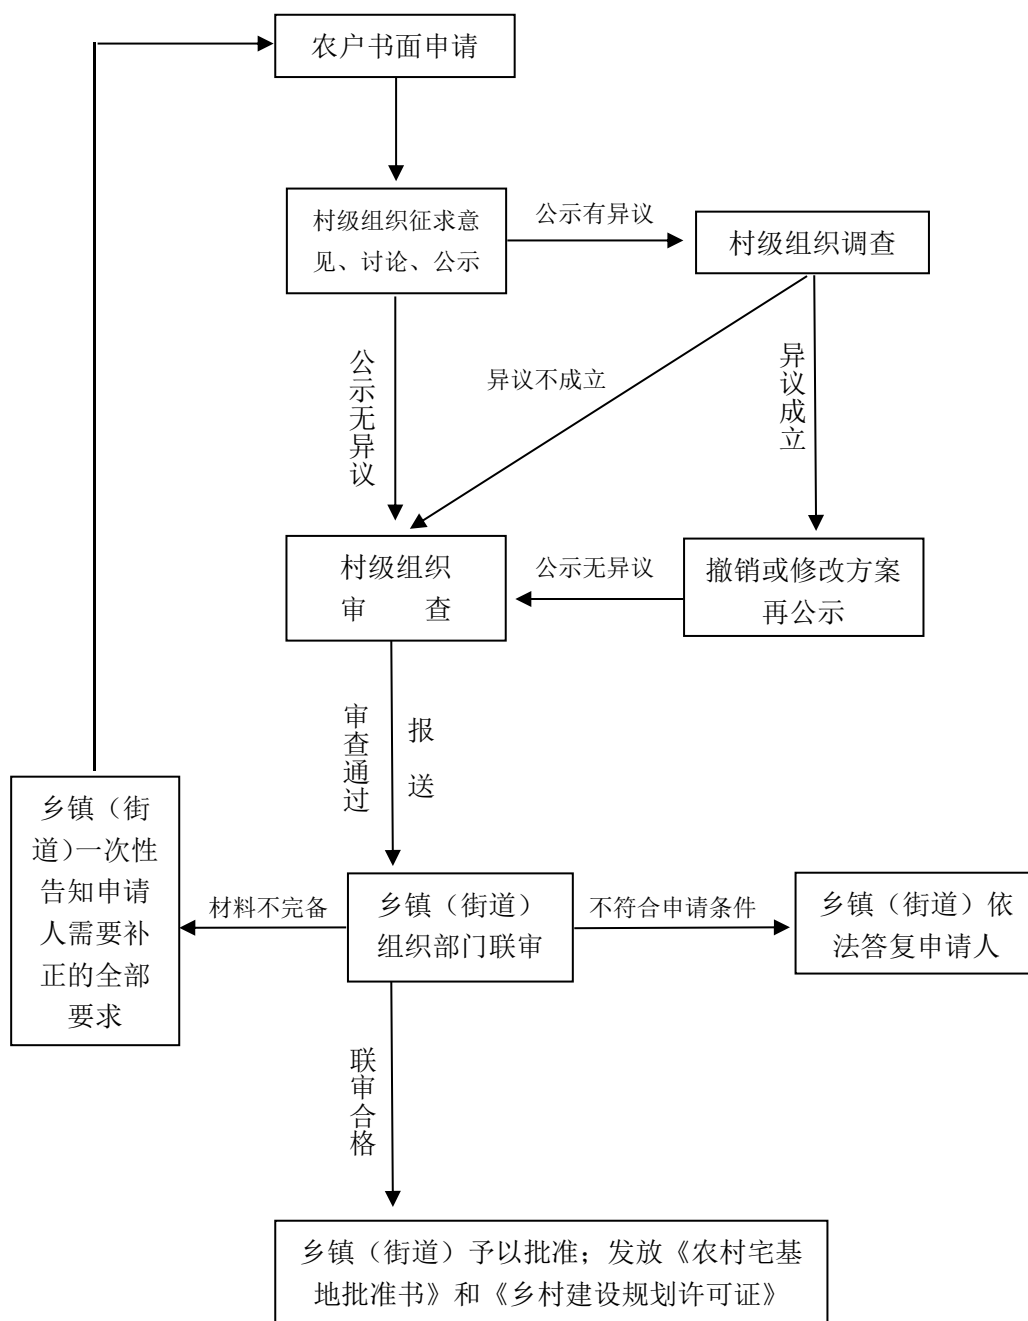 农户书面申请
村级组织征求意
见、讨论、公示
公示有异议
村级组织调查
公示无异议
异议不成立
异议成立
村级组织
审 查
公示无异议
撤销或修改方案
再公示
审查通过
报送
乡镇（街
道）一次性
告知申请
人需要补
正的全部
要求
材料不完备
乡镇（街道）
组织部门联审
不符合申请条件
乡镇（街道）依
法答复申请人
联审合格
乡镇（街道）予以批准；发放《农村宅基
地批准书》和《乡村建设规划许可证》